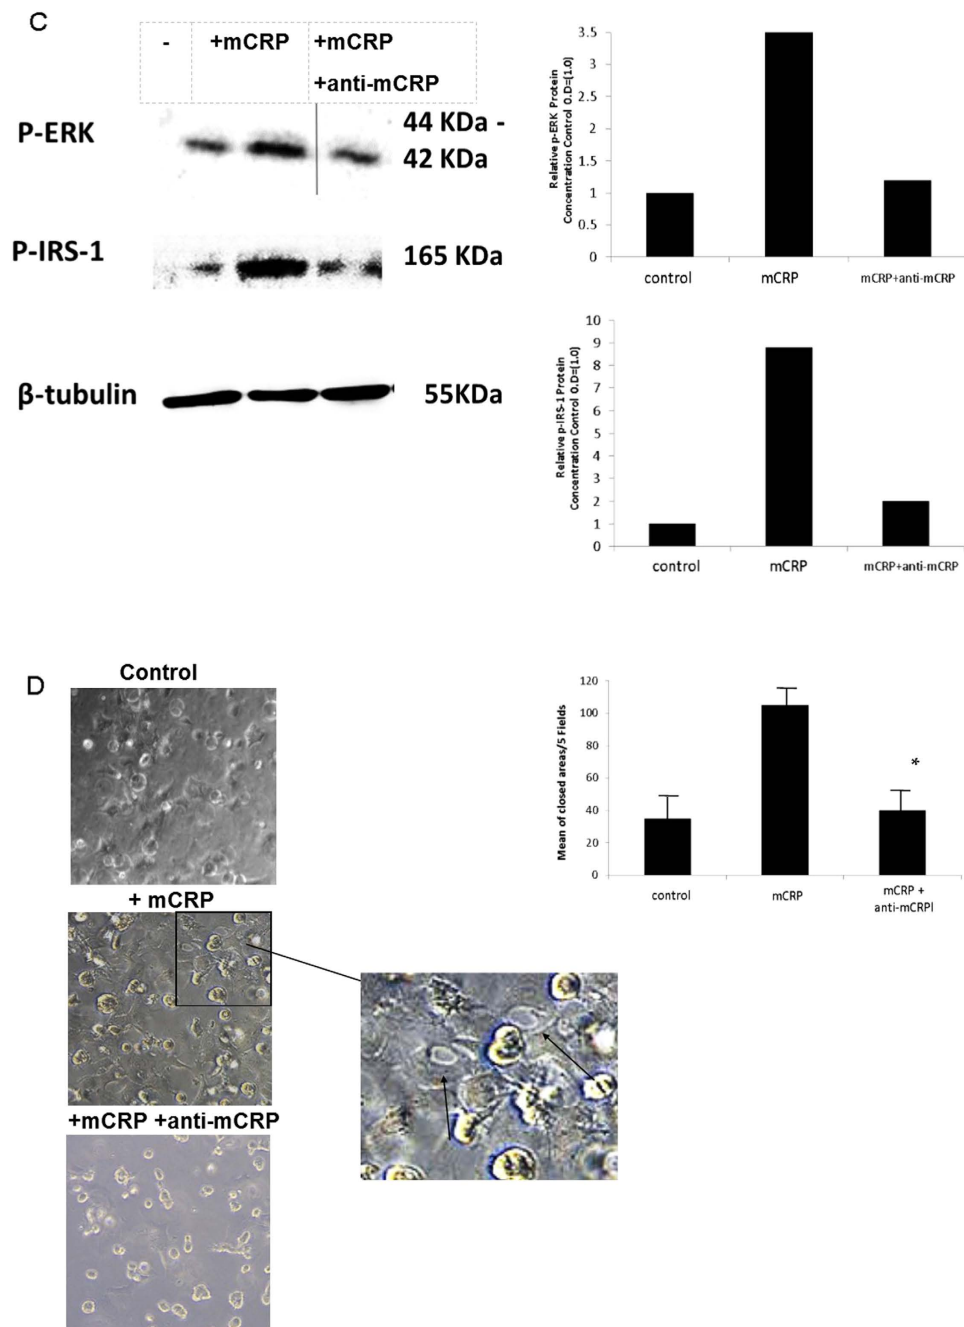 C
- +mCRP +mCRP
+anti-mCRP
P-ERK
44 KDa -
42 KDa
P-IRS-1
165 KDa
β-tubulin
55KDa
Relative p-ERK Protein
Concentration Control O.D=(1.0)
3.5
3
2.5
2
1.5
1
0.5
0
control mCRP mCRP+anti-mCRP
Relative p-IRS-1 Protein
Concentration Control O.D=(1.0)
10
9
8
7
6
5
4
3
2
1
0
control mCRP mCRP+anti-mCRP
D
Control
+ mCRP
+mCRP +anti-mCRP
Mean of closed areas/5 Fields
120
100
80
60
40
20
0
*
control mCRP mCRP +
anti-mCRPI